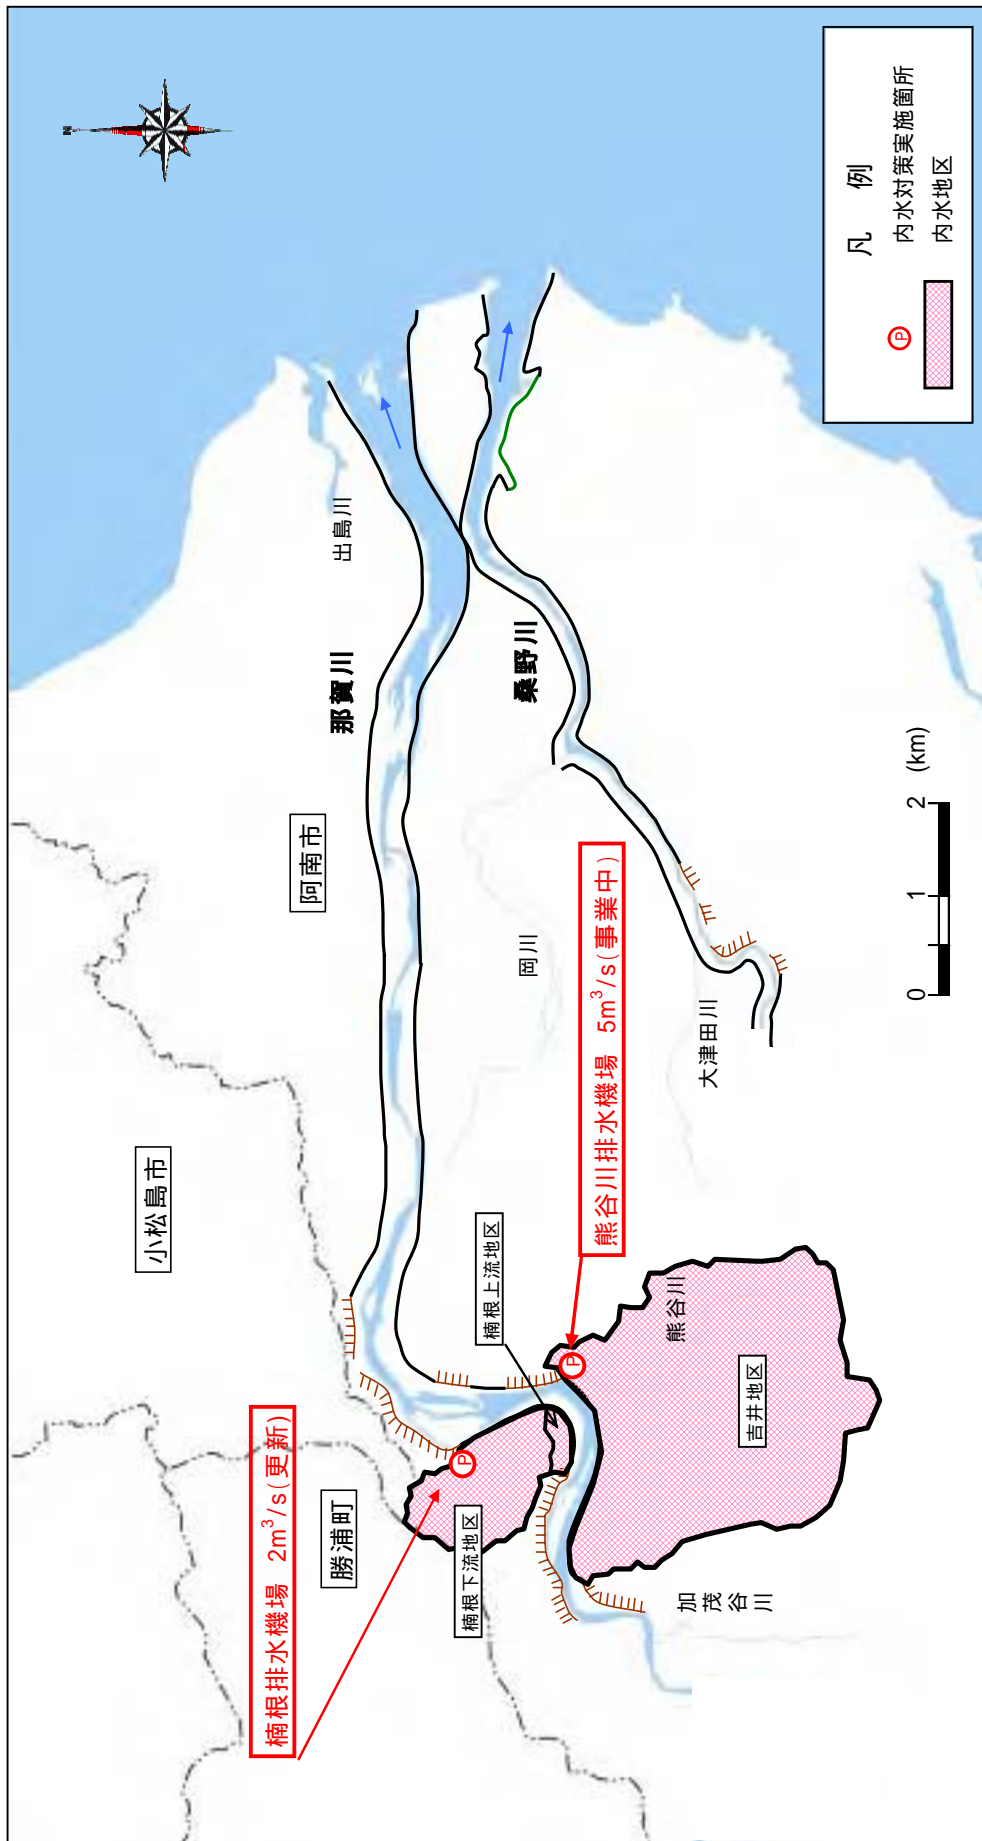 N
凡 例
内水対策実施箇所
P
内水地区
出島川
那賀川
桑野川
阿南市
岡川
小松島市
大津田川
0 1 2 (km)
熊谷川排水機場 5m³/s(事業中)
楠根上流地区
P
熊谷川
吉井地区
P
勝浦町
楠根下流地区
楠根排水機場 2m³/s(更新)
加茂谷川